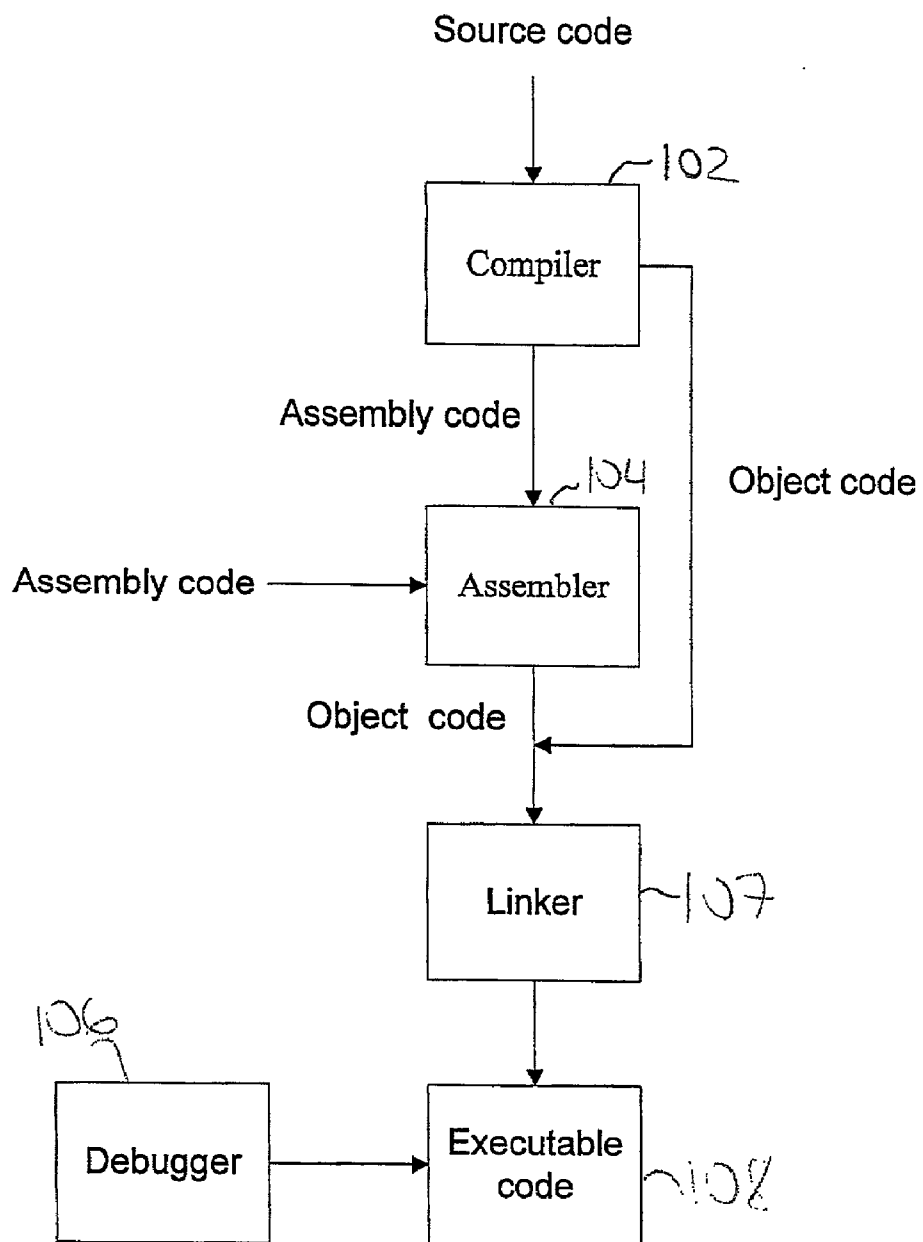 Source code
102
Compiler
Assembly code
104
Object code
Assembly code
Assembler
Object code
Linker
107
106
Debugger
Executable
code
108